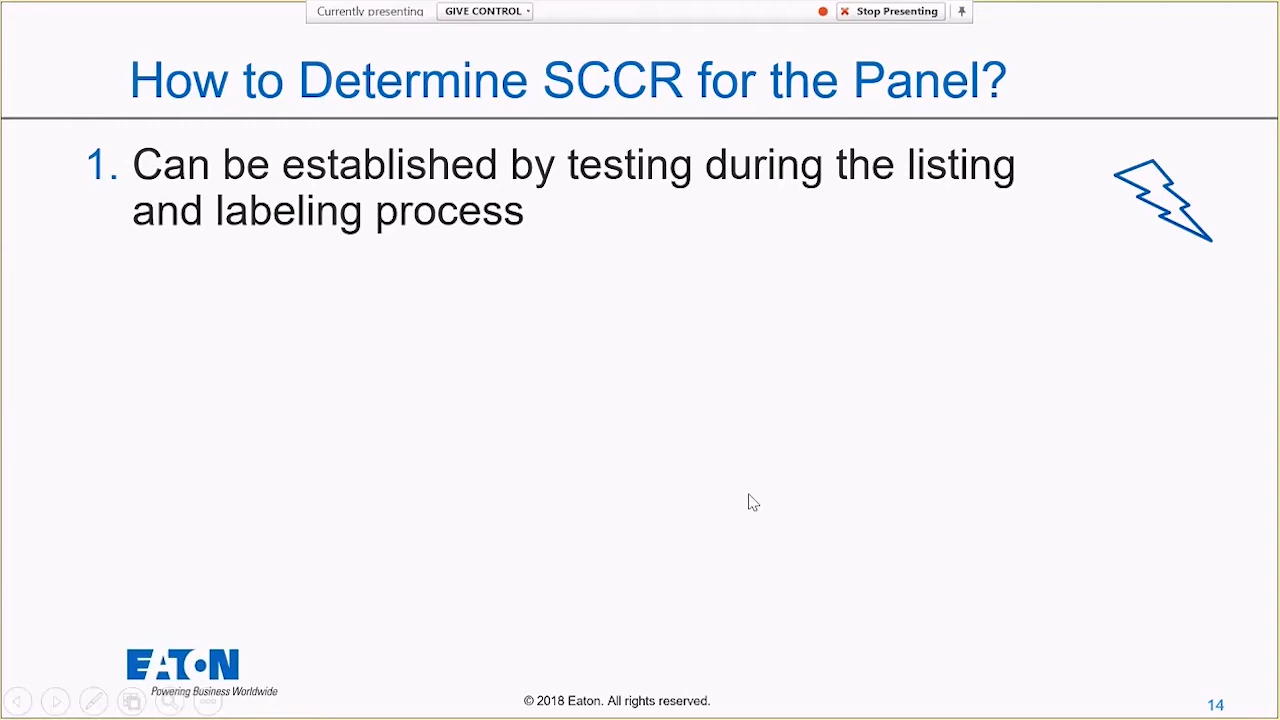 Currently presenting GIVE CONTROL Stop Presenting
How to Determine SCCR for the Panel?
1. Can be established by testing during the listing
and labeling process
EATON
Powering Business Worldwide
© 2018 Eaton. All rights reserved.
14